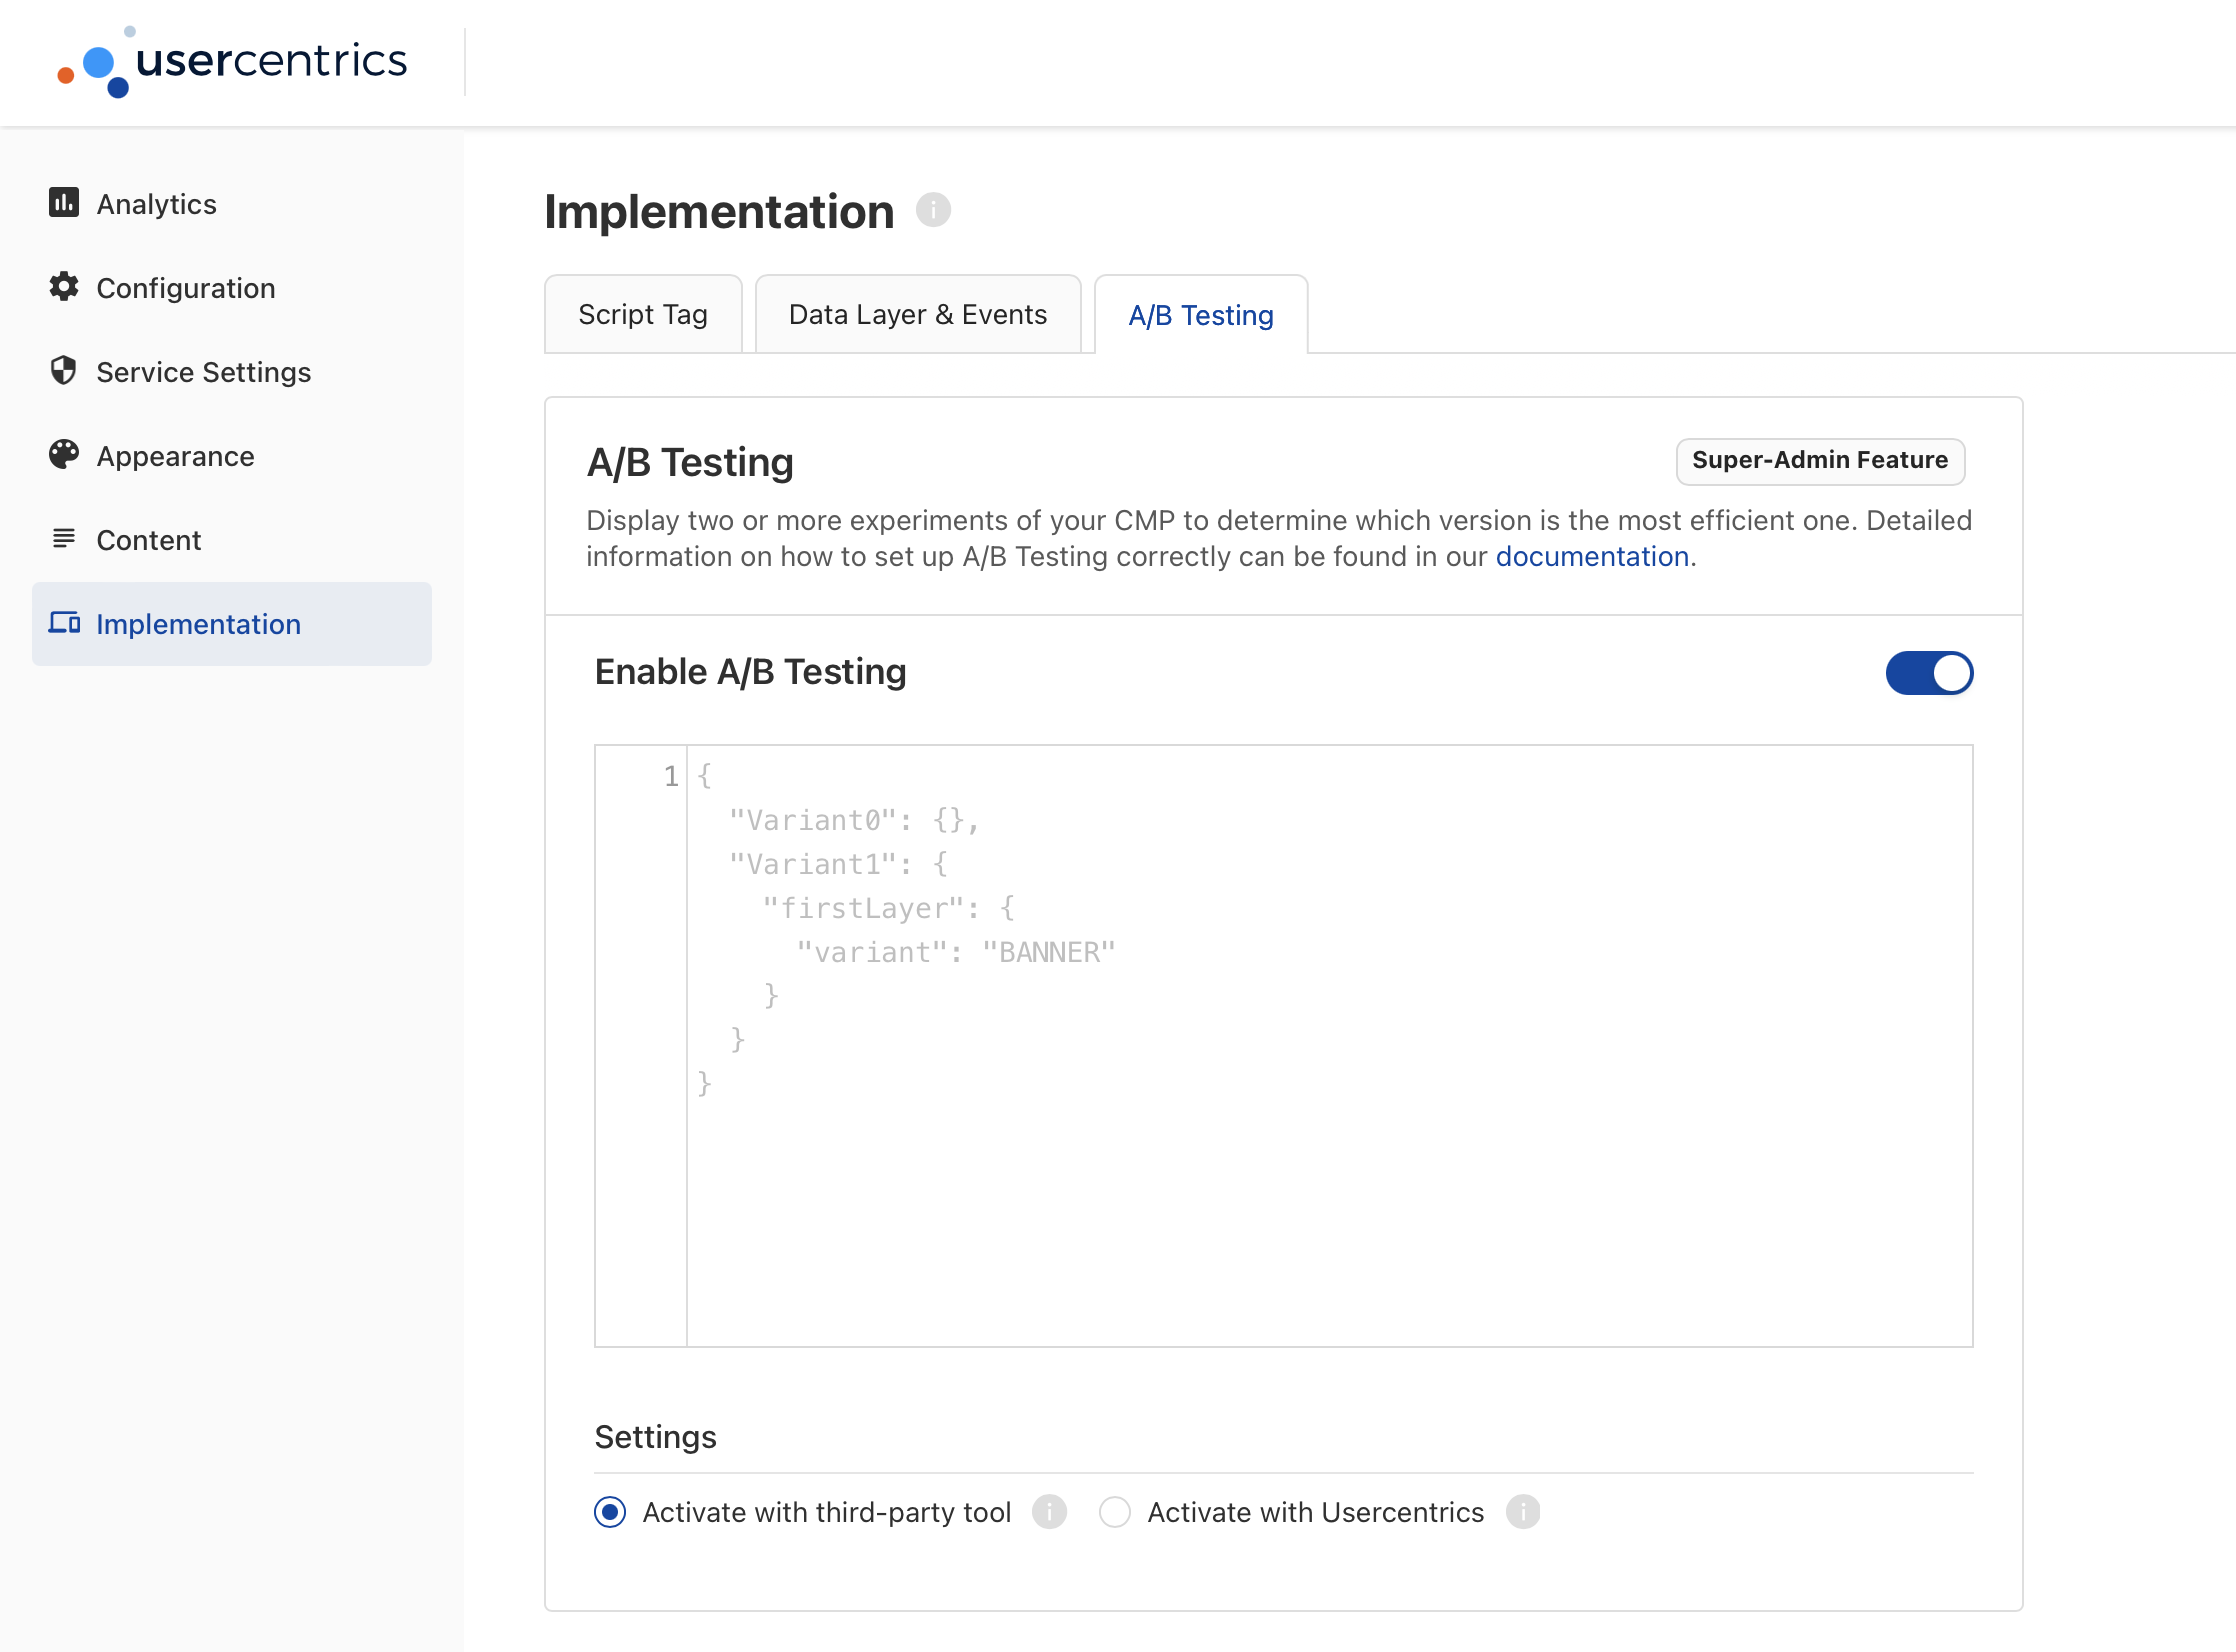 usercentrics
Analytics
Configuration
Service Settings
Appearance
Content
Implementation
Implementation
Script Tag
Data Layer & Events
A/B Testing
A/B Testing
Super-Admin Feature
Display two or more experiments of your CMP to determine which version is the most efficient one. Detailed
information on how to set up A/B Testing correctly can be found in our documentation.
Enable A/B Testing
1 {
  "Variant0": {},
  "Variant1": {
    "firstLayer": {
      "variant": "BANNER"
    }
  }
}
Settings
Activate with third-party tool
Activate with Usercentrics